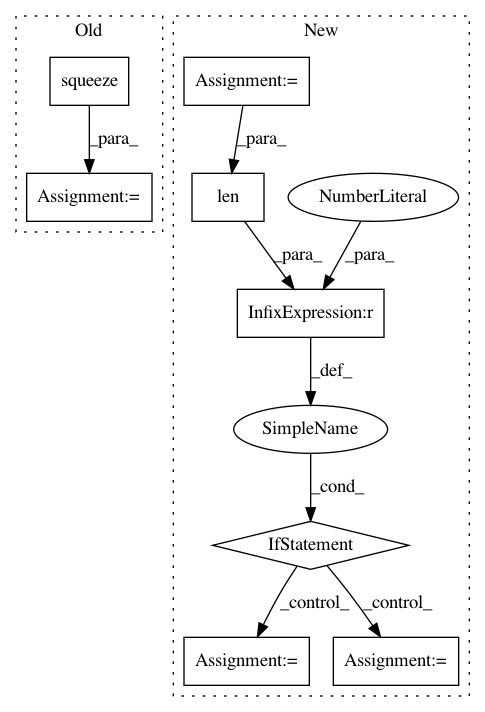 Old
New
squeeze
Assignment:=
_para_
_para_
Assignment:=
len
NumberLiteral
_para_
_para_
InfixExpression:r
_def_
SimpleName
_cond_
IfStatement
_control_
_control_
Assignment:=
Assignment:=